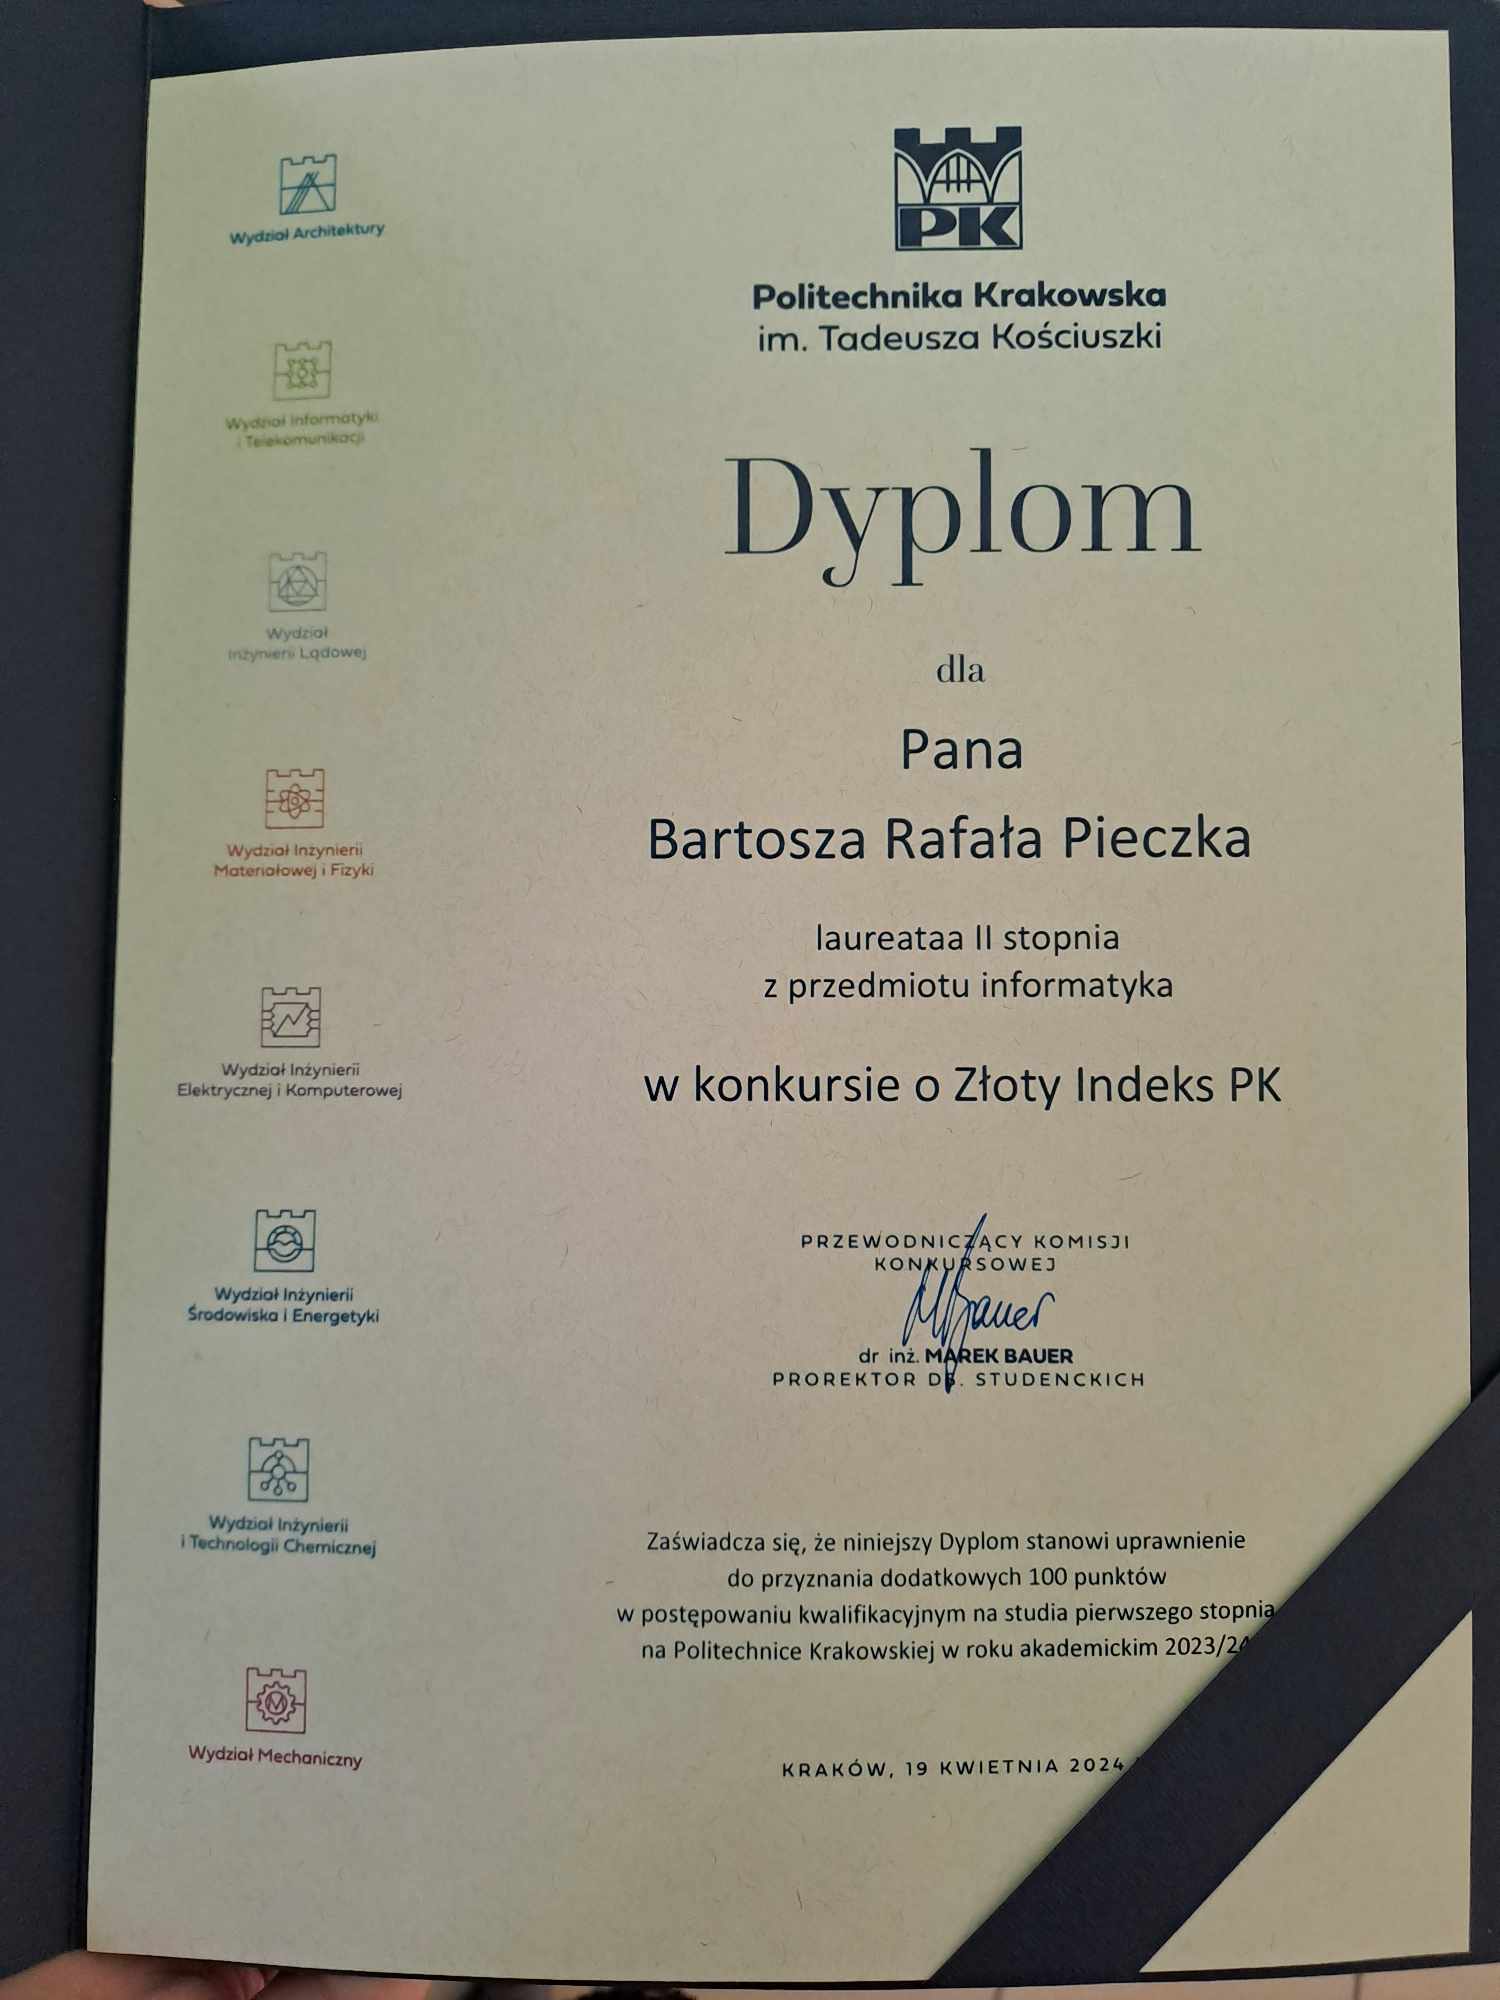 Wydział Architektury
Wydział Informatyki
i Telekomunikacji
Wydział
Inżynierii Lądowej
Wydział Inżynierii
Materiałowej i Fizyki
Wydział Inżynierii
Elektrycznej i Komputerowej
Wydział Inżynierii
Środowiska i Energetyki
Wydział Inżynierii
i Technologii Chemicznej
Wydział Mechaniczny
PK
Politechnika Krakowska
im. Tadeusza Kościuszki
Dyplom
dla
Pana
Bartosza Rafała Pieczka
laureataa II stopnia
z przedmiotu informatyka
w konkursie o Złoty Indeks PK
PRZEWODNICZĄCY KOMISJI
KONKURSOWEJ
MBauer
dr inż. MAREK BAUER
PROREKTOR DS. STUDENCKICH
Zaświadcza się, że niniejszy Dyplom stanowi uprawnienie
do przyznania dodatkowych 100 punktów
w postępowaniu kwalifikacyjnym na studia pierwszego stopnia
na Politechnice Krakowskiej w roku akademickim 2023/24
KRAKÓW, 19 KWIETNIA 2024